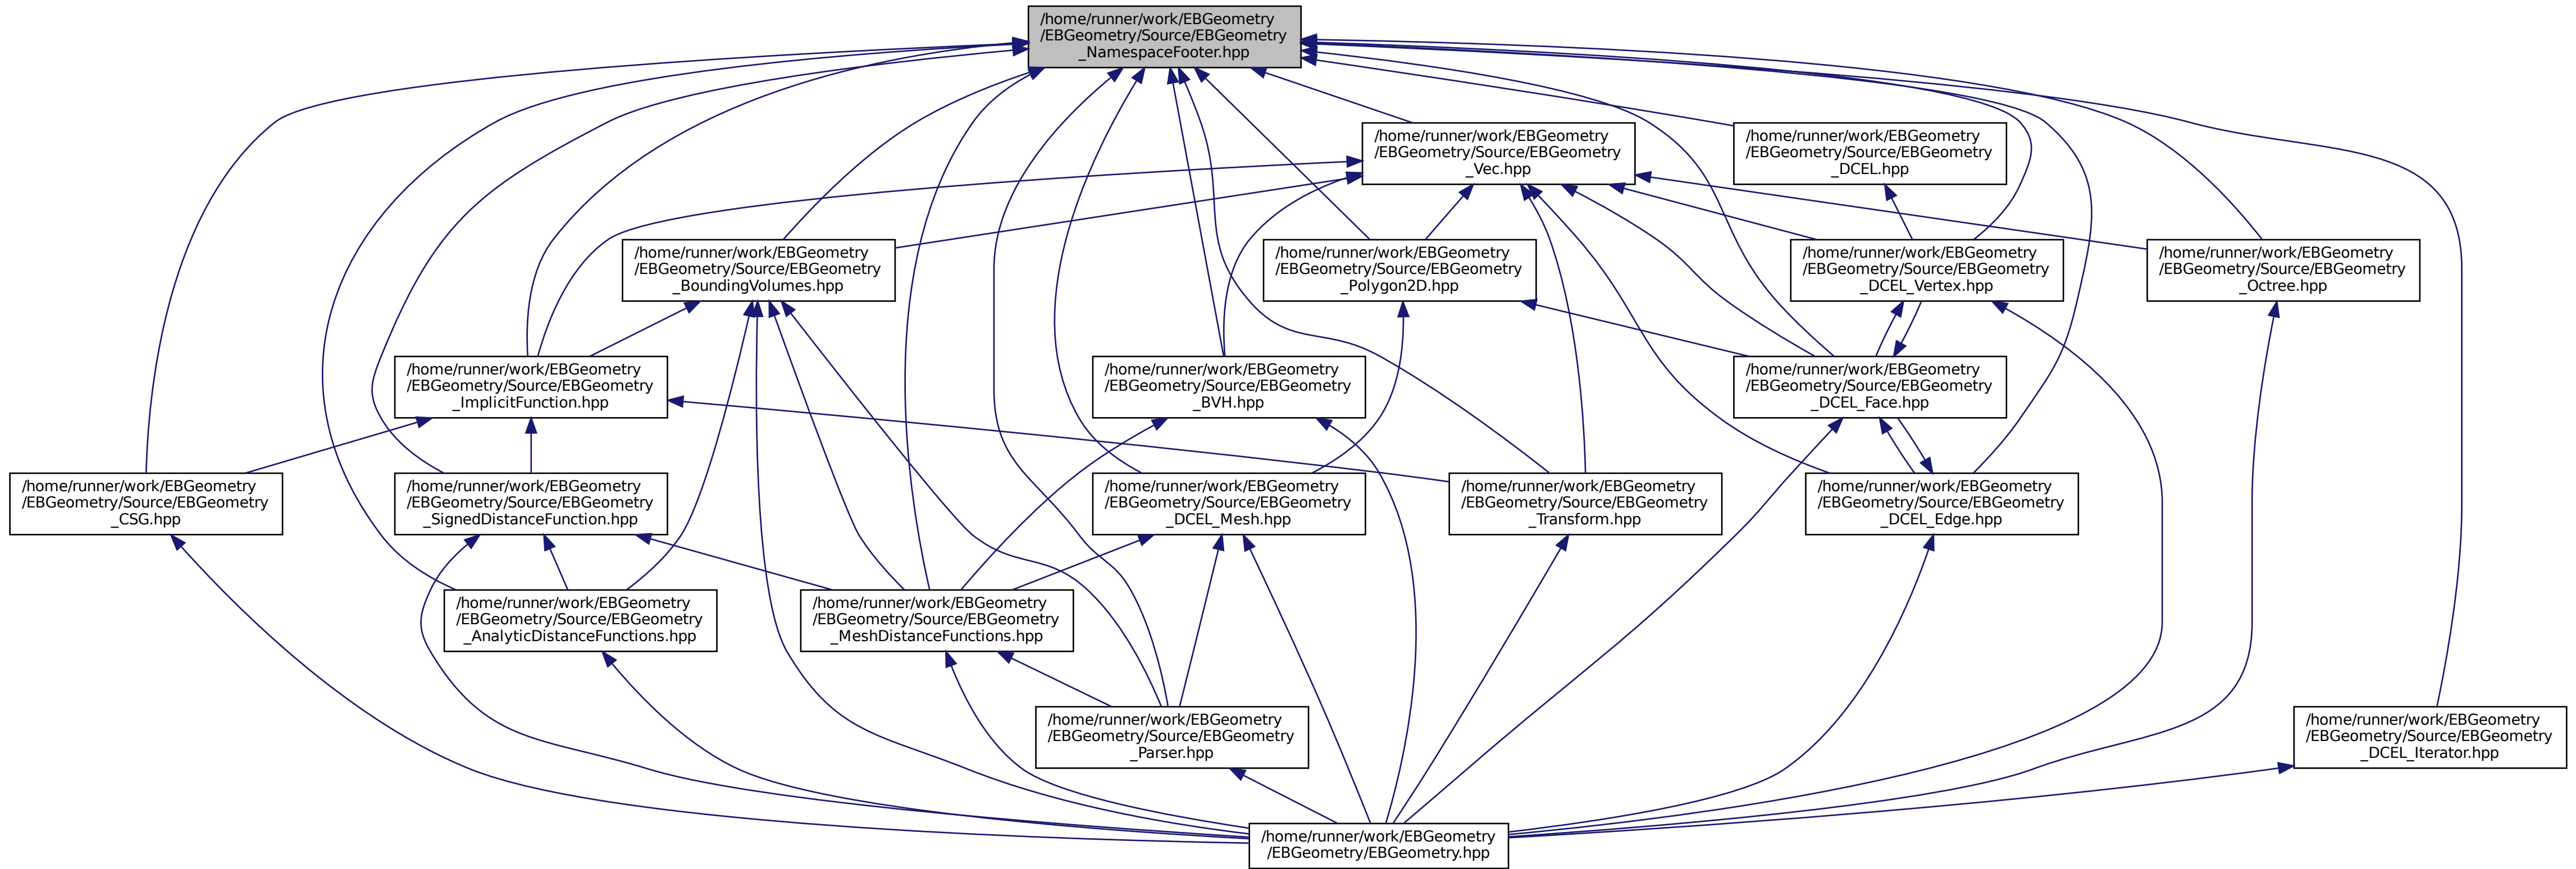 /home/runner/work/EBGeometry
/EBGeometry/Source/EBGeometry
_NamespaceFooter.hpp
/home/runner/work/EBGeometry
/EBGeometry/Source/EBGeometry
_Vec.hpp
/home/runner/work/EBGeometry
/EBGeometry/Source/EBGeometry
_DCEL.hpp
/home/runner/work/EBGeometry
/EBGeometry/Source/EBGeometry
_BoundingVolumes.hpp
/home/runner/work/EBGeometry
/EBGeometry/Source/EBGeometry
_Polygon2D.hpp
/home/runner/work/EBGeometry
/EBGeometry/Source/EBGeometry
_DCEL_Vertex.hpp
/home/runner/work/EBGeometry
/EBGeometry/Source/EBGeometry
_Octree.hpp
/home/runner/work/EBGeometry
/EBGeometry/Source/EBGeometry
_ImplicitFunction.hpp
/home/runner/work/EBGeometry
/EBGeometry/Source/EBGeometry
_BVH.hpp
/home/runner/work/EBGeometry
/EBGeometry/Source/EBGeometry
_DCEL_Face.hpp
/home/runner/work/EBGeometry
/EBGeometry/Source/EBGeometry
_CSG.hpp
/home/runner/work/EBGeometry
/EBGeometry/Source/EBGeometry
_SignedDistanceFunction.hpp
/home/runner/work/EBGeometry
/EBGeometry/Source/EBGeometry
_DCEL_Mesh.hpp
/home/runner/work/EBGeometry
/EBGeometry/Source/EBGeometry
_Transform.hpp
/home/runner/work/EBGeometry
/EBGeometry/Source/EBGeometry
_DCEL_Edge.hpp
/home/runner/work/EBGeometry
/EBGeometry/Source/EBGeometry
_AnalyticDistanceFunctions.hpp
/home/runner/work/EBGeometry
/EBGeometry/Source/EBGeometry
_MeshDistanceFunctions.hpp
/home/runner/work/EBGeometry
/EBGeometry/Source/EBGeometry
_Parser.hpp
/home/runner/work/EBGeometry
/EBGeometry/Source/EBGeometry
_DCEL_Iterator.hpp
/home/runner/work/EBGeometry
/EBGeometry/EBGeometry.hpp